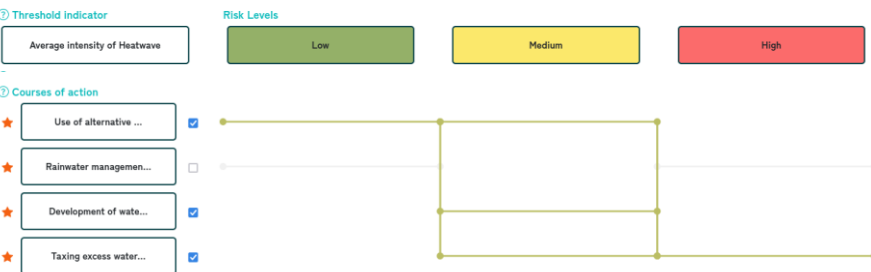 Threshold indicator
Risk Levels
Average intensity of Heatwave
Low
Medium
High
Courses of action
Use of alternative ...
Rainwater managemen...
Development of wate...
Taxing excess water...